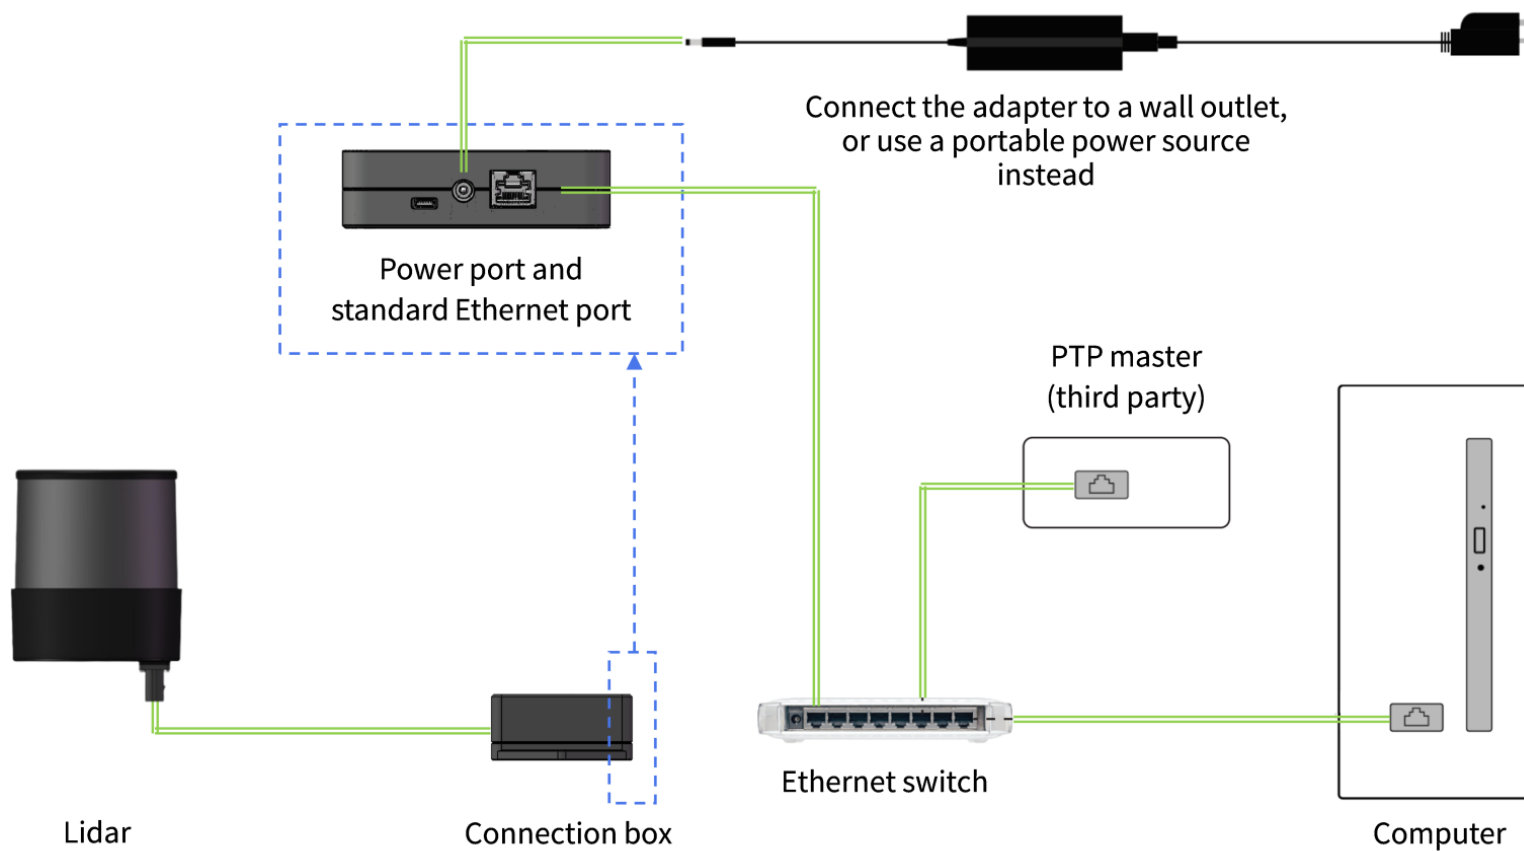 Connect the adapter to a wall outlet,
or use a portable power source
instead
Power port and
standard Ethernet port
PTP master
(third party)
Ethernet switch
Lidar
Connection box
Computer